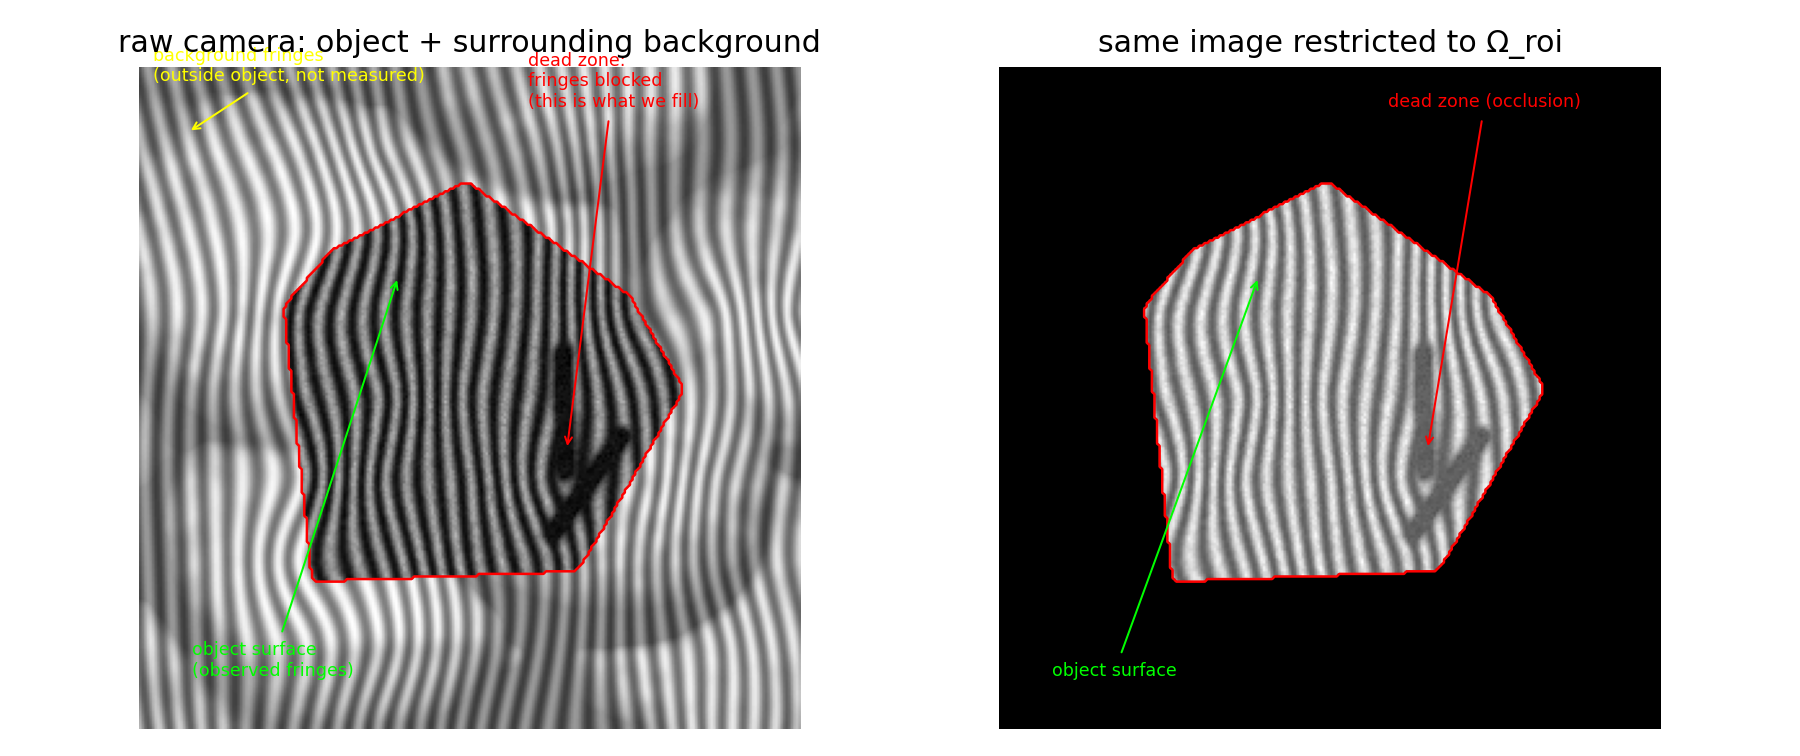 raw camera: object + surrounding background
background fringes
(outside object, not measured)
dead zone:
fringes blocked
(this is what we fill)
object surface
(observed fringes)
same image restricted to Ω_roi
dead zone (occlusion)
object surface